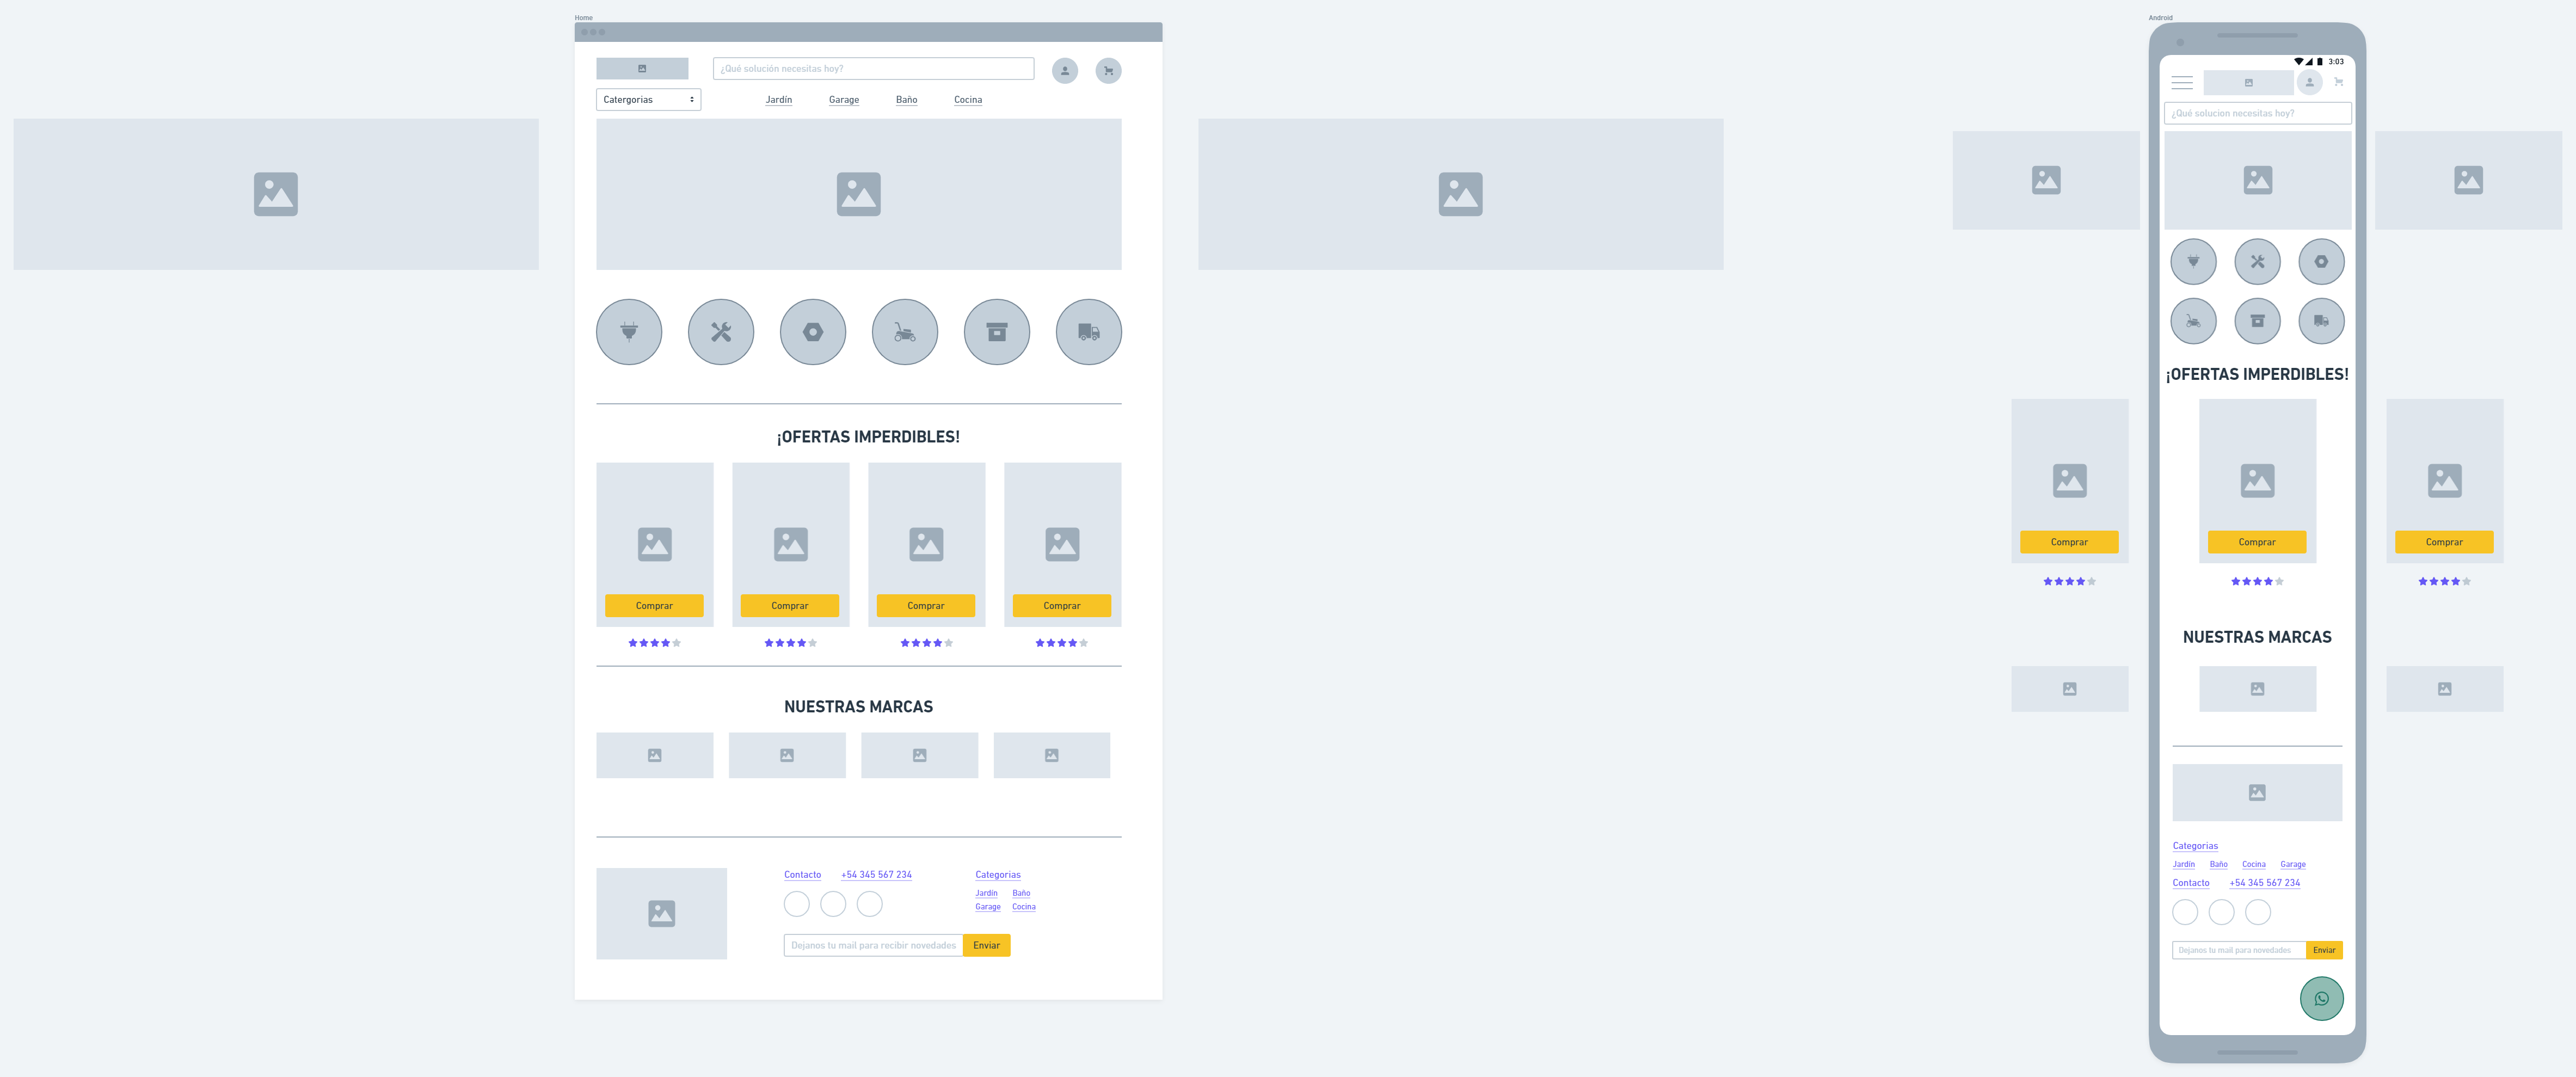 Home
¿Qué solución necesitas hoy?
Catergorias
Jardín Garage Baño Cocina
¡OFERTAS IMPERDIBLES!
Comprar Comprar Comprar Comprar
NUESTRAS MARCAS
Contacto +54 345 567 234
Categorias
Jardín Baño
Garage Cocina
Dejanos tu mail para recibir novedades Enviar
Android
3:03
¿Qué solucion necesitas hoy?
¡OFERTAS IMPERDIBLES!
Comprar Comprar Comprar
NUESTRAS MARCAS
Categorias
Jardín Baño Cocina Garage
Contacto +54 345 567 234
Dejanos tu mail para novedades Enviar